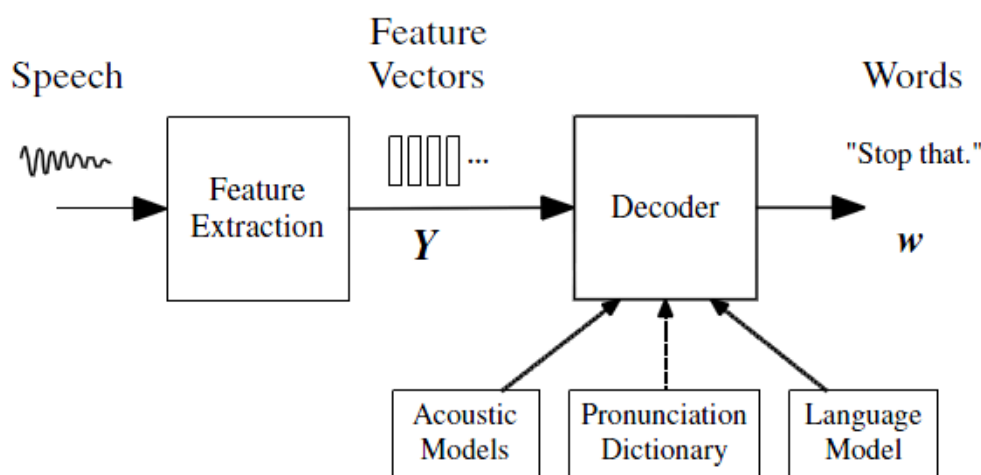 Speech
Feature
Vectors
Words
...
"Stop that."
Feature
Extraction
Decoder
Y
w
Acoustic
Models
Pronunciation
Dictionary
Language
Model